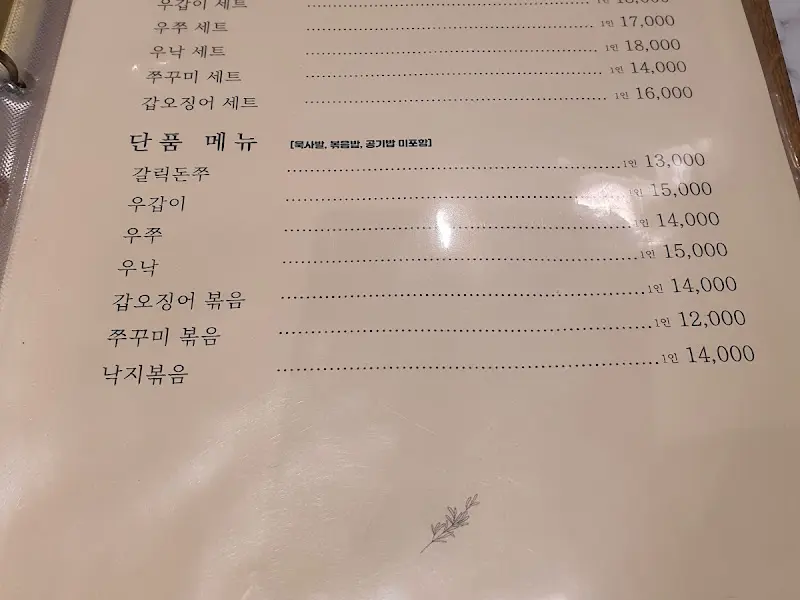 우갑이 세트
우쭈 세트 1인 17,000
우낙 세트 1인 18,000
쭈꾸미 세트 1인 14,000
갑오징어 세트 1인 16,000
단품 메뉴 [묵사발, 볶음밥, 공기밥 미포함]
갈릭돈쭈 1인 13,000
우갑이 1인 15,000
우쭈 1인 14,000
우낙 1인 15,000
갑오징어 볶음 1인 14,000
쭈꾸미 볶음 1인 12,000
낙지볶음 1인 14,000